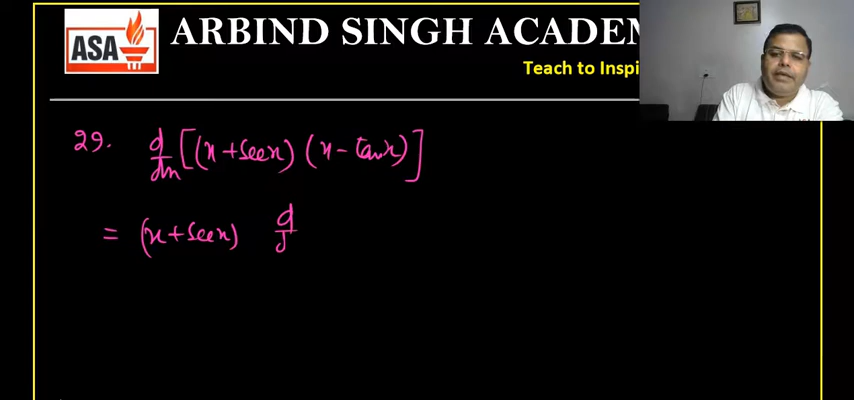 ASA
ARBIND SINGH ACADEM
Teach to Inspi
29. d/dx [(x + sec x) (x - tan x)]
= (x + sec x) d/d